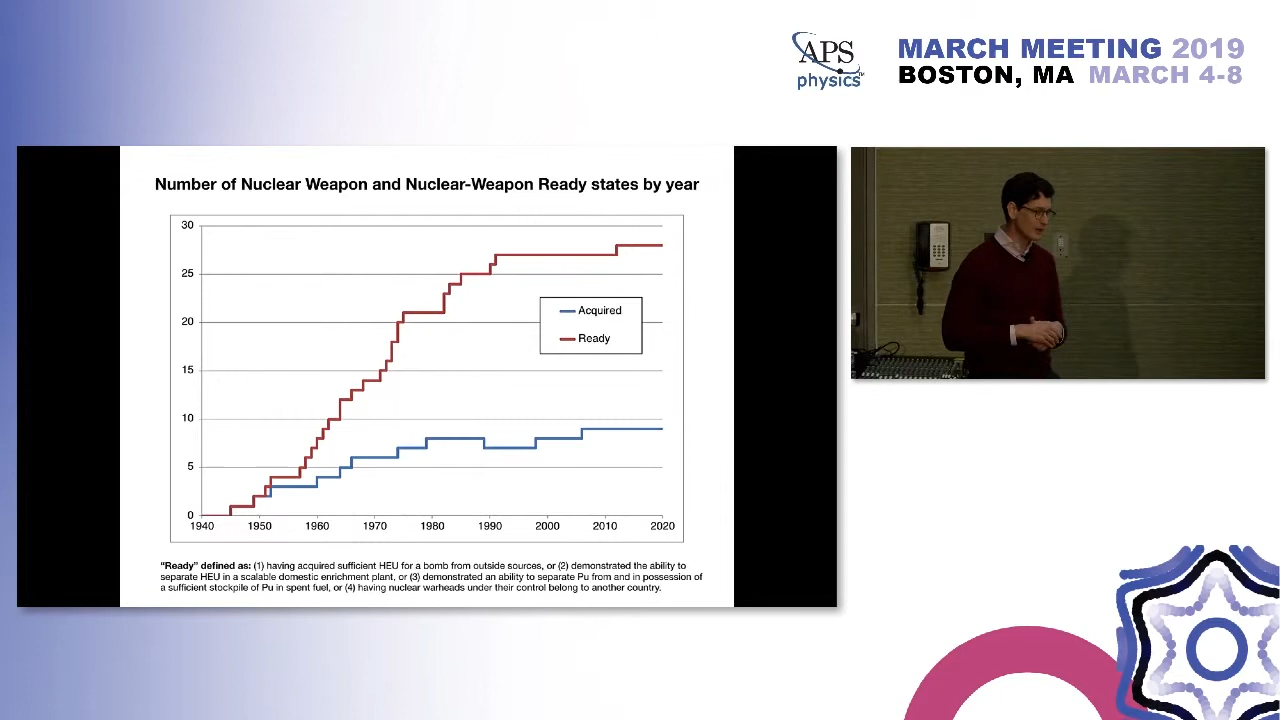 APS
physics™
MARCH MEETING 2019
BOSTON, MA MARCH 4-8
Number of Nuclear Weapon and Nuclear-Weapon Ready states by year
30
25
20
15
10
5
0
Acquired
Ready
1940 1950 1960 1970 1980 1990 2000 2010 2020
“Ready” defined as: (1) having acquired sufficient HEU for a bomb from outside sources, or (2) demonstrated the ability to
separate HEU in a scalable domestic enrichment plant, or (3) demonstrated an ability to separate Pu from and in possession of
a sufficient stockpile of Pu in spent fuel, or (4) having nuclear warheads under their control belong to another country.